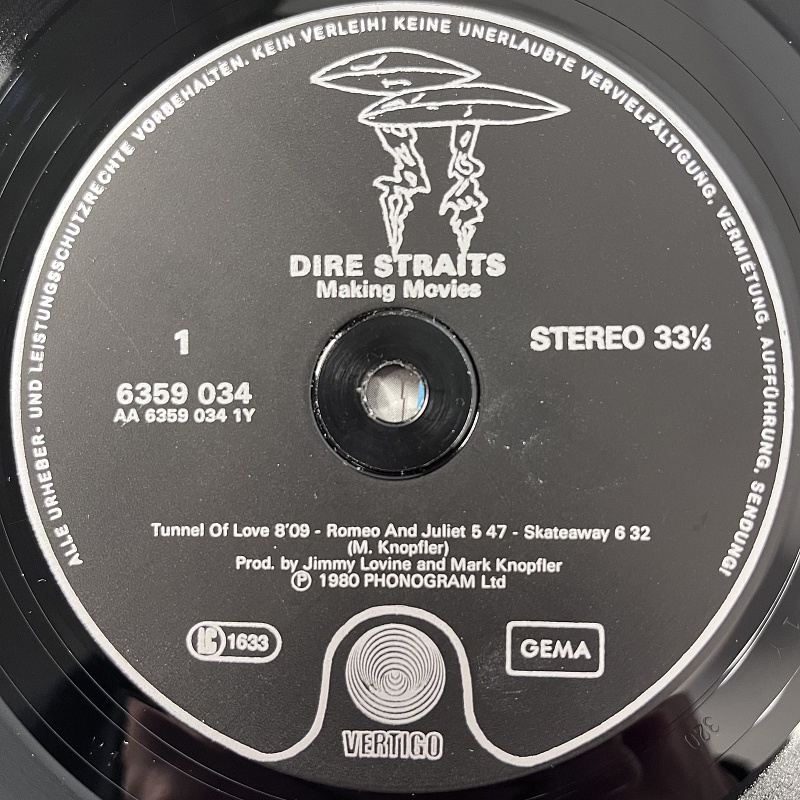 ALLE URHEBER- UND LEISTUNGSSCHUTZRECHTE VORBEHALTEN. KEIN VERLEIH! KEINE UNERLAUBTE VERVIELFÄLTIGUNG, VERMIETUNG, AUFFÜHRUNG, SENDUNG!
DIRE STRAITS
Making Movies
1
STEREO 33⅓
6359 034
AA 6359 034 1Y
Tunnel Of Love 8'09 - Romeo And Juliet 5 47 - Skateaway 6 32
(M. Knopfler)
Prod. by Jimmy Lovine and Mark Knopfler
Ⓟ 1980 PHONOGRAM Ltd
LC 1633
GEMA
VERTIGO
320